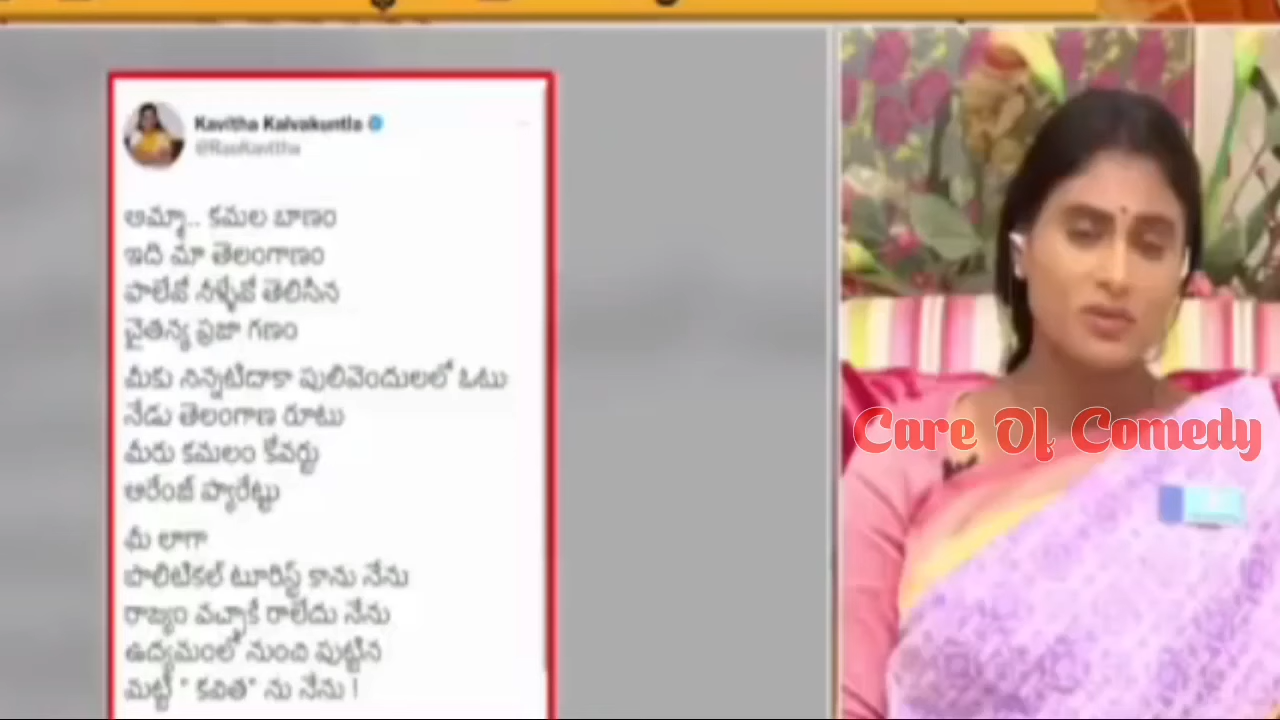 Kavitha Kalvakuntla
@RaoKavitha
అమ్మా.. కమల బాణం
ఇది మా తెలంగాణం
పాలేవో నీళ్ళేవో తెలిసిన
చైతన్య ప్రజా గణం
మీకు నిన్నటిదాకా పులివెందులలో ఓటు
నేడు తెలంగాణ రూటు
మీరు కమలం కోవర్టు
ఆరేంజ్ ప్యారేట్టు
మీ లాగా
పొలిటికల్ టూరిస్ట్ కాను నేను
రాజ్యం వచ్చాకే రాలేదు నేను
ఉద్యమంలో నుంచి పుట్టిన
మట్టి " కవిత" ను నేను !
Care Of Comedy